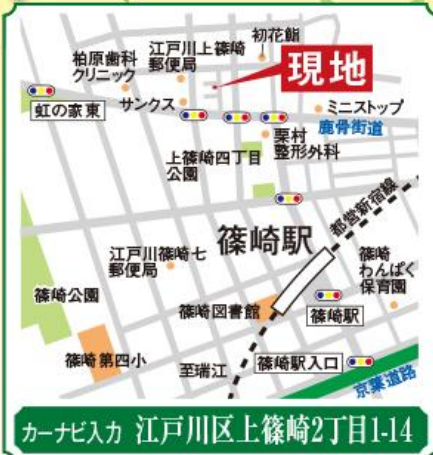 初花鮨
江戸川上篠崎
郵便局
柏原歯科
クリニック
現地
サンクス
虹の家東
ミニストップ
鹿骨街道
栗村
整形外科
上篠崎四丁目
公園
都営新宿線
篠崎駅
江戸川篠崎七
郵便局
篠崎
わんぱく
保育園
篠崎公園
篠崎図書館
篠崎駅
篠崎第四小
至瑞江
篠崎駅入口
京葉道路
カーナビ入力 江戸川区上篠崎2丁目1-14